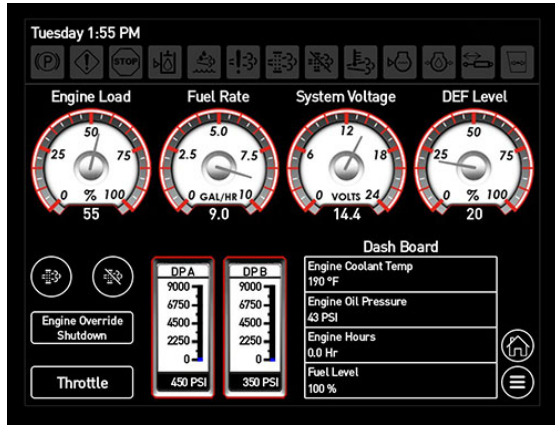 Tuesday 1:55 PM
STOP
Engine Load
Fuel Rate
System Voltage
DEF Level
50
25
75
0 % 100
55
5.0
2.5
7.5
0 GAL/HR 10
9.0
12
6
18
0 VOLTS 24
14.4
50
25
75
0 % 100
20
Engine Override
Shutdown
Throttle
DP A
9000
6750
4500
2250
0
450 PSI
DP B
9000
6750
4500
2250
0
350 PSI
Dash Board
Engine Coolant Temp
190 °F
Engine Oil Pressure
43 PSI
Engine Hours
0.0 Hr
Fuel Level
100 %